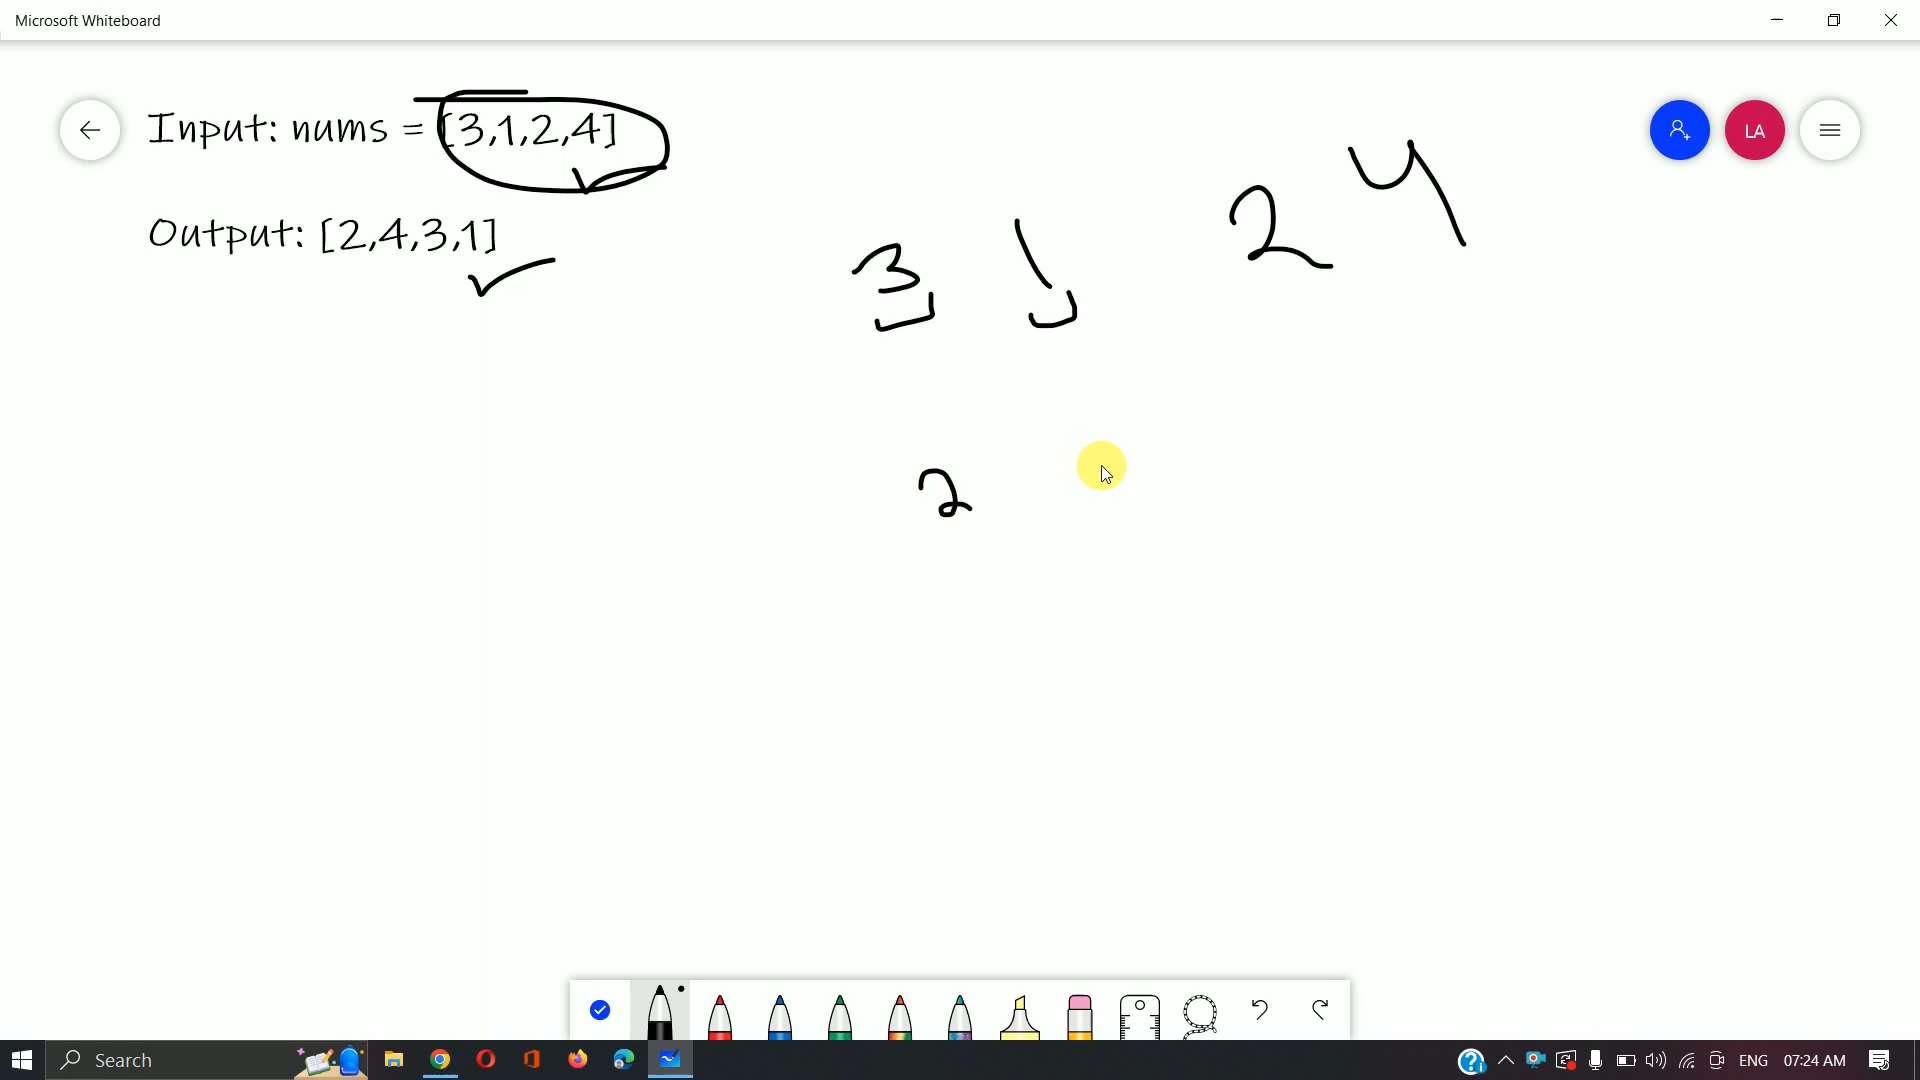 Microsoft Whiteboard
Input: nums = [3,1,2,4]
LA
Output: [2,4,3,1]
3 1 2 4
2
Search
ENG 07:24 AM